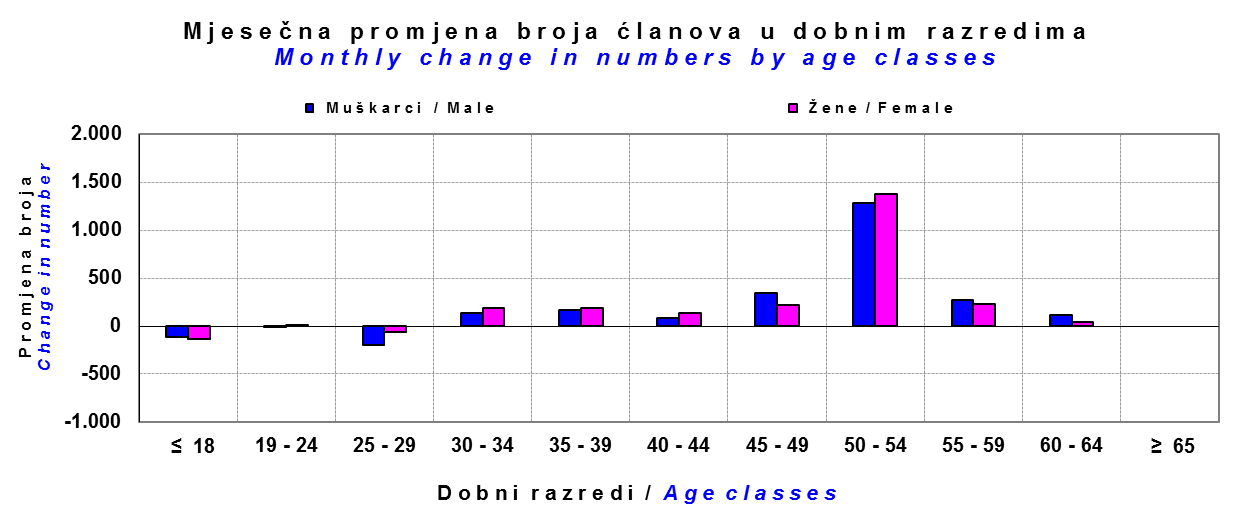 Mjesečna promjena broja ćlanova u dobnim razredima
Monthly change in numbers by age classes
Muškarci / Male
Žene / Female
Promjena broja
Change in number
2.000
1.500
1.000
500
0
-500
-1.000
≤ 18
19 - 24
25 - 29
30 - 34
35 - 39
40 - 44
45 - 49
50 - 54
55 - 59
60 - 64
≥ 65
Dobni razredi / Age classes